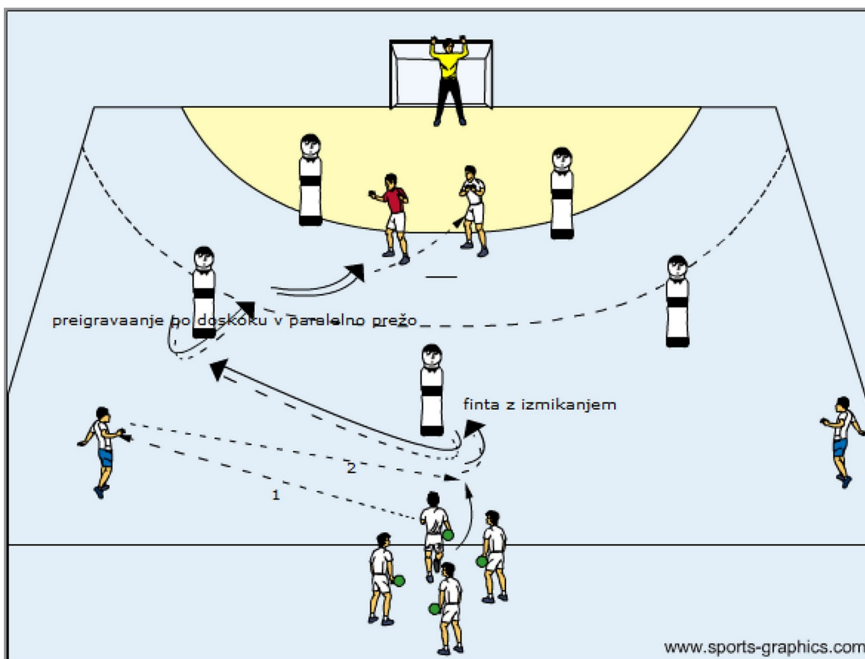 preigravaanje po doskoku v paralelno prežo
finta z izmikanjem
2
1
www.sports-graphics.com